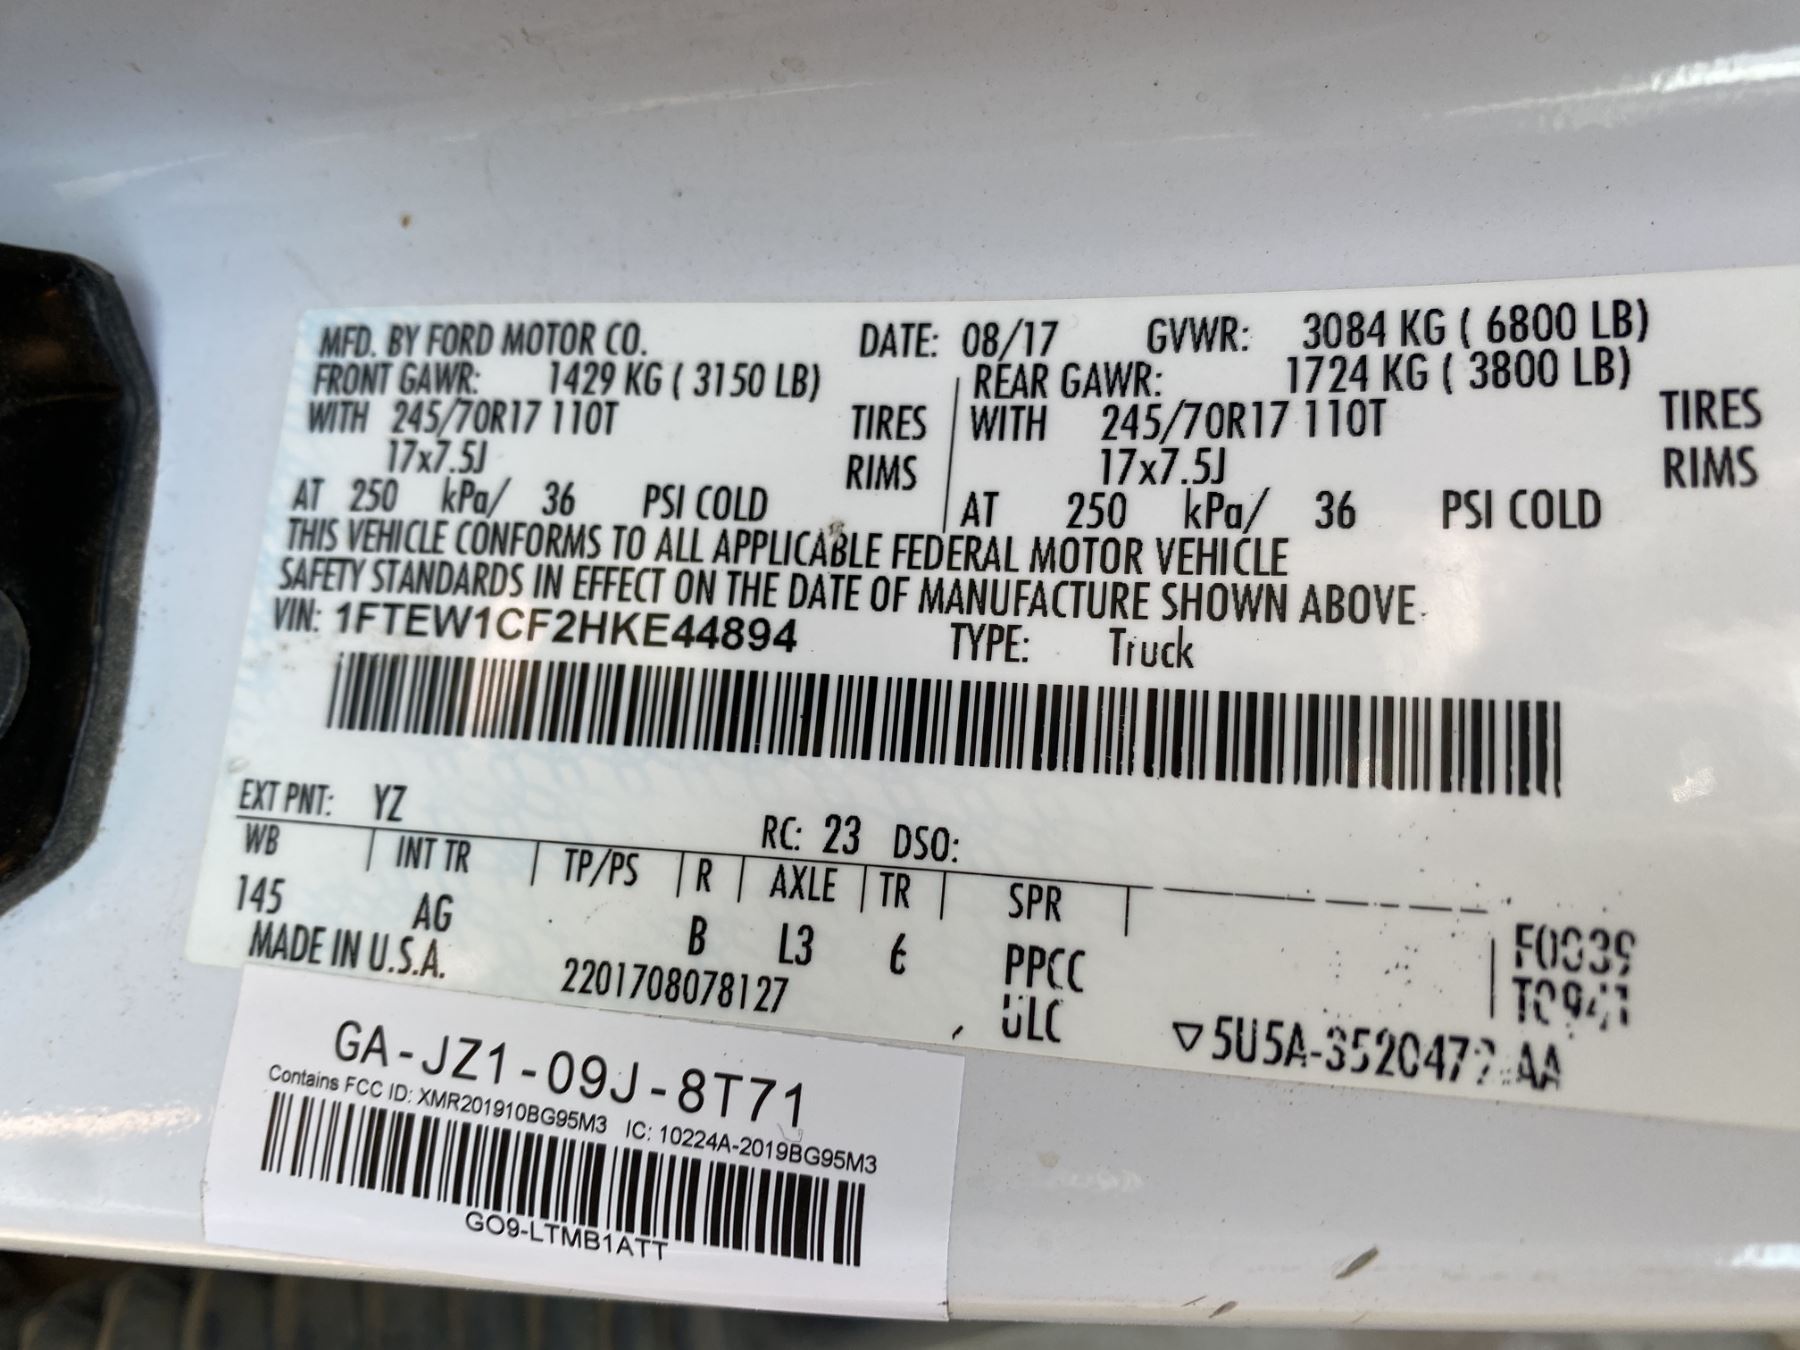 MFD. BY FORD MOTOR CO. DATE: 08/17 GVWR: 3084 KG ( 6800 LB)
FRONT GAWR: 1429 KG ( 3150 LB) REAR GAWR: 1724 KG ( 3800 LB)
WITH 245/70R17 110T TIRES WITH 245/70R17 110T TIRES
17x7.5J RIMS 17x7.5J RIMS
AT 250 kPa/ 36 PSI COLD AT 250 kPa/ 36 PSI COLD
THIS VEHICLE CONFORMS TO ALL APPLICABLE FEDERAL MOTOR VEHICLE
SAFETY STANDARDS IN EFFECT ON THE DATE OF MANUFACTURE SHOWN ABOVE.
VIN: 1FTEW1CF2HKE44894 TYPE: Truck
EXT PNT: YZ RC: 23 DSO:
WB INT TR TP/PS R AXLE TR SPR
145 AG B L3 6 PPCC
MADE IN U.S.A. 2201708078127 ULC
GA-JZ1-09J-8T71
Contains FCC ID: XMR201910BG95M3 IC: 10224A-2019BG95M3
GO9-LTMB1ATT